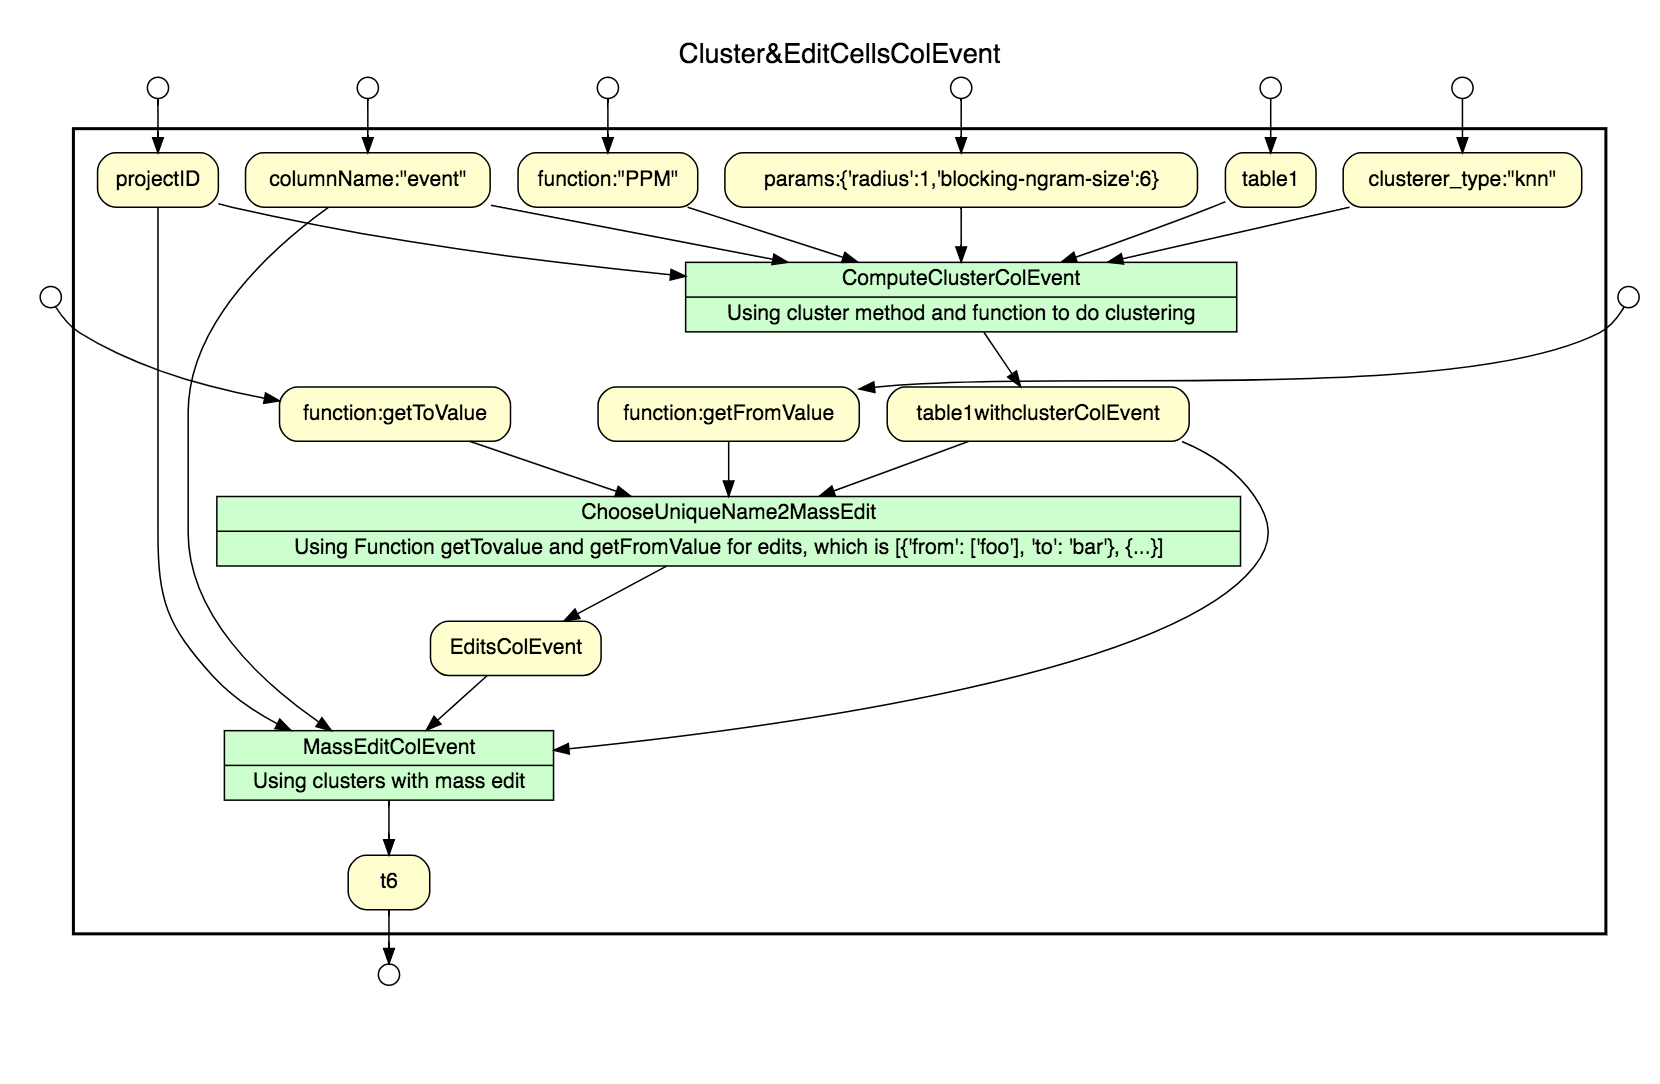 Cluster&EditCellsColEvent
projectID
columnName:"event"
function:"PPM"
params:{'radius':1,'blocking-ngram-size':6}
table1
clusterer_type:"knn"
ComputeClusterColEvent
Using cluster method and function to do clustering
function:getToValue
function:getFromValue
table1withclusterColEvent
ChooseUniqueName2MassEdit
Using Function getTovalue and getFromValue for edits, which is [{'from': ['foo'], 'to': 'bar'}, {...}]
EditsColEvent
MassEditColEvent
Using clusters with mass edit
t6